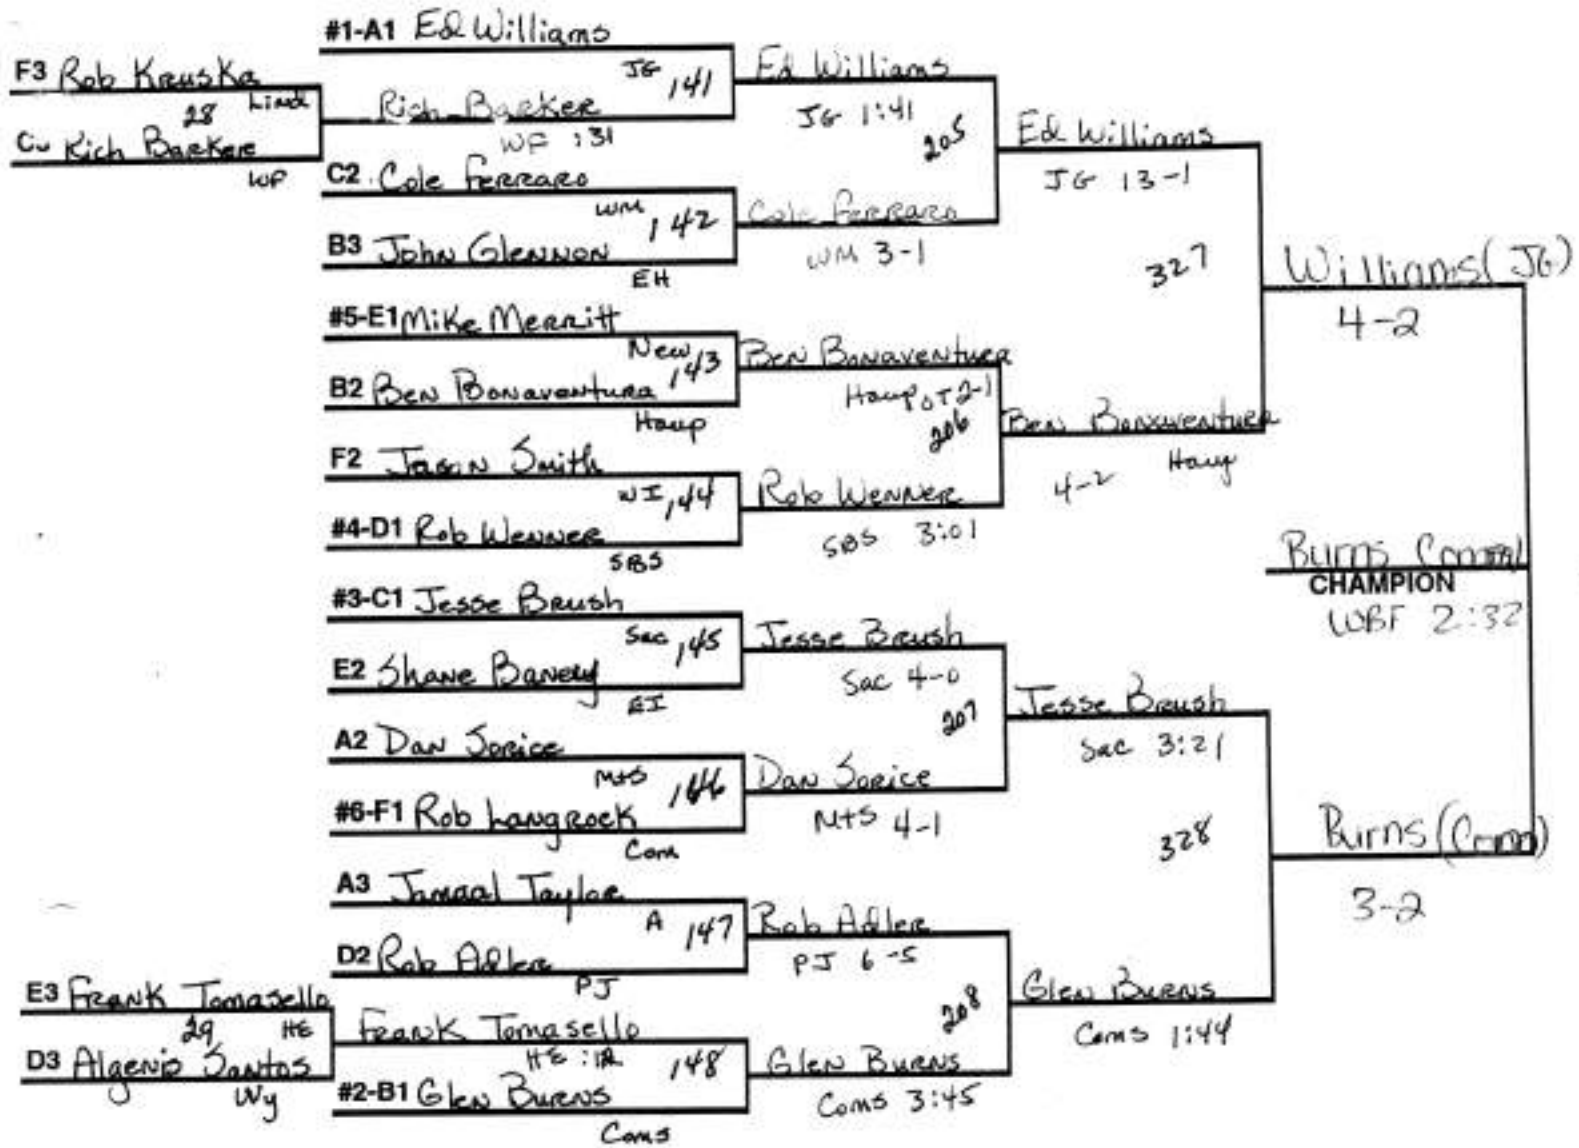 #1-A1 Ed Williams
JG 141
F3 Rob Kruska
28 Lind
Rich Barker
WF :31
Rich Barker
WF
C2 Cole Ferraro
WM 142
B3 John Glennon
EH
#5-E1 Mike Merritt
New 143
B2 Ben Bonaventura
Haup
F2 Jason Smith
WI 144
#4-D1 Rob Wenner
SBS
#3-C1 Jesse Brush
Sac 145
E2 Shane
EI
A2 Dan Sorice
M+S 146
#6-F1 Rob Langrock
Com
A3 Jamaal Taylor
A 147
D2 Rob Adler
PJ
E3 Frank Tomasello
29 HE
D3 Algenis Santos
Wy
Frank Tomasello
HE :12
148
#2-B1 Glen Burns
Coms
Ed Williams
JG 1:41
205
Cole Ferraro
WM 3-1
Ben Bonaventura
Haup OT 2-1
206
Rob Wenner
SBS 3:01
Jesse Brush
Sac 4-0
207
Dan Sorice
M+S 4-1
Rob Adler
PJ 6-5
208
Glen Burns
Coms 3:45
Ed Williams
JG 13-1
327
Ben Bonaventura
4-2 Haup
Jesse Brush
Sac 3:21
328
Glen Burns
Coms 1:44
Williams (JG)
4-2
Burns (Comm)
3-2
Burns
CHAMPION
WBF 2:32